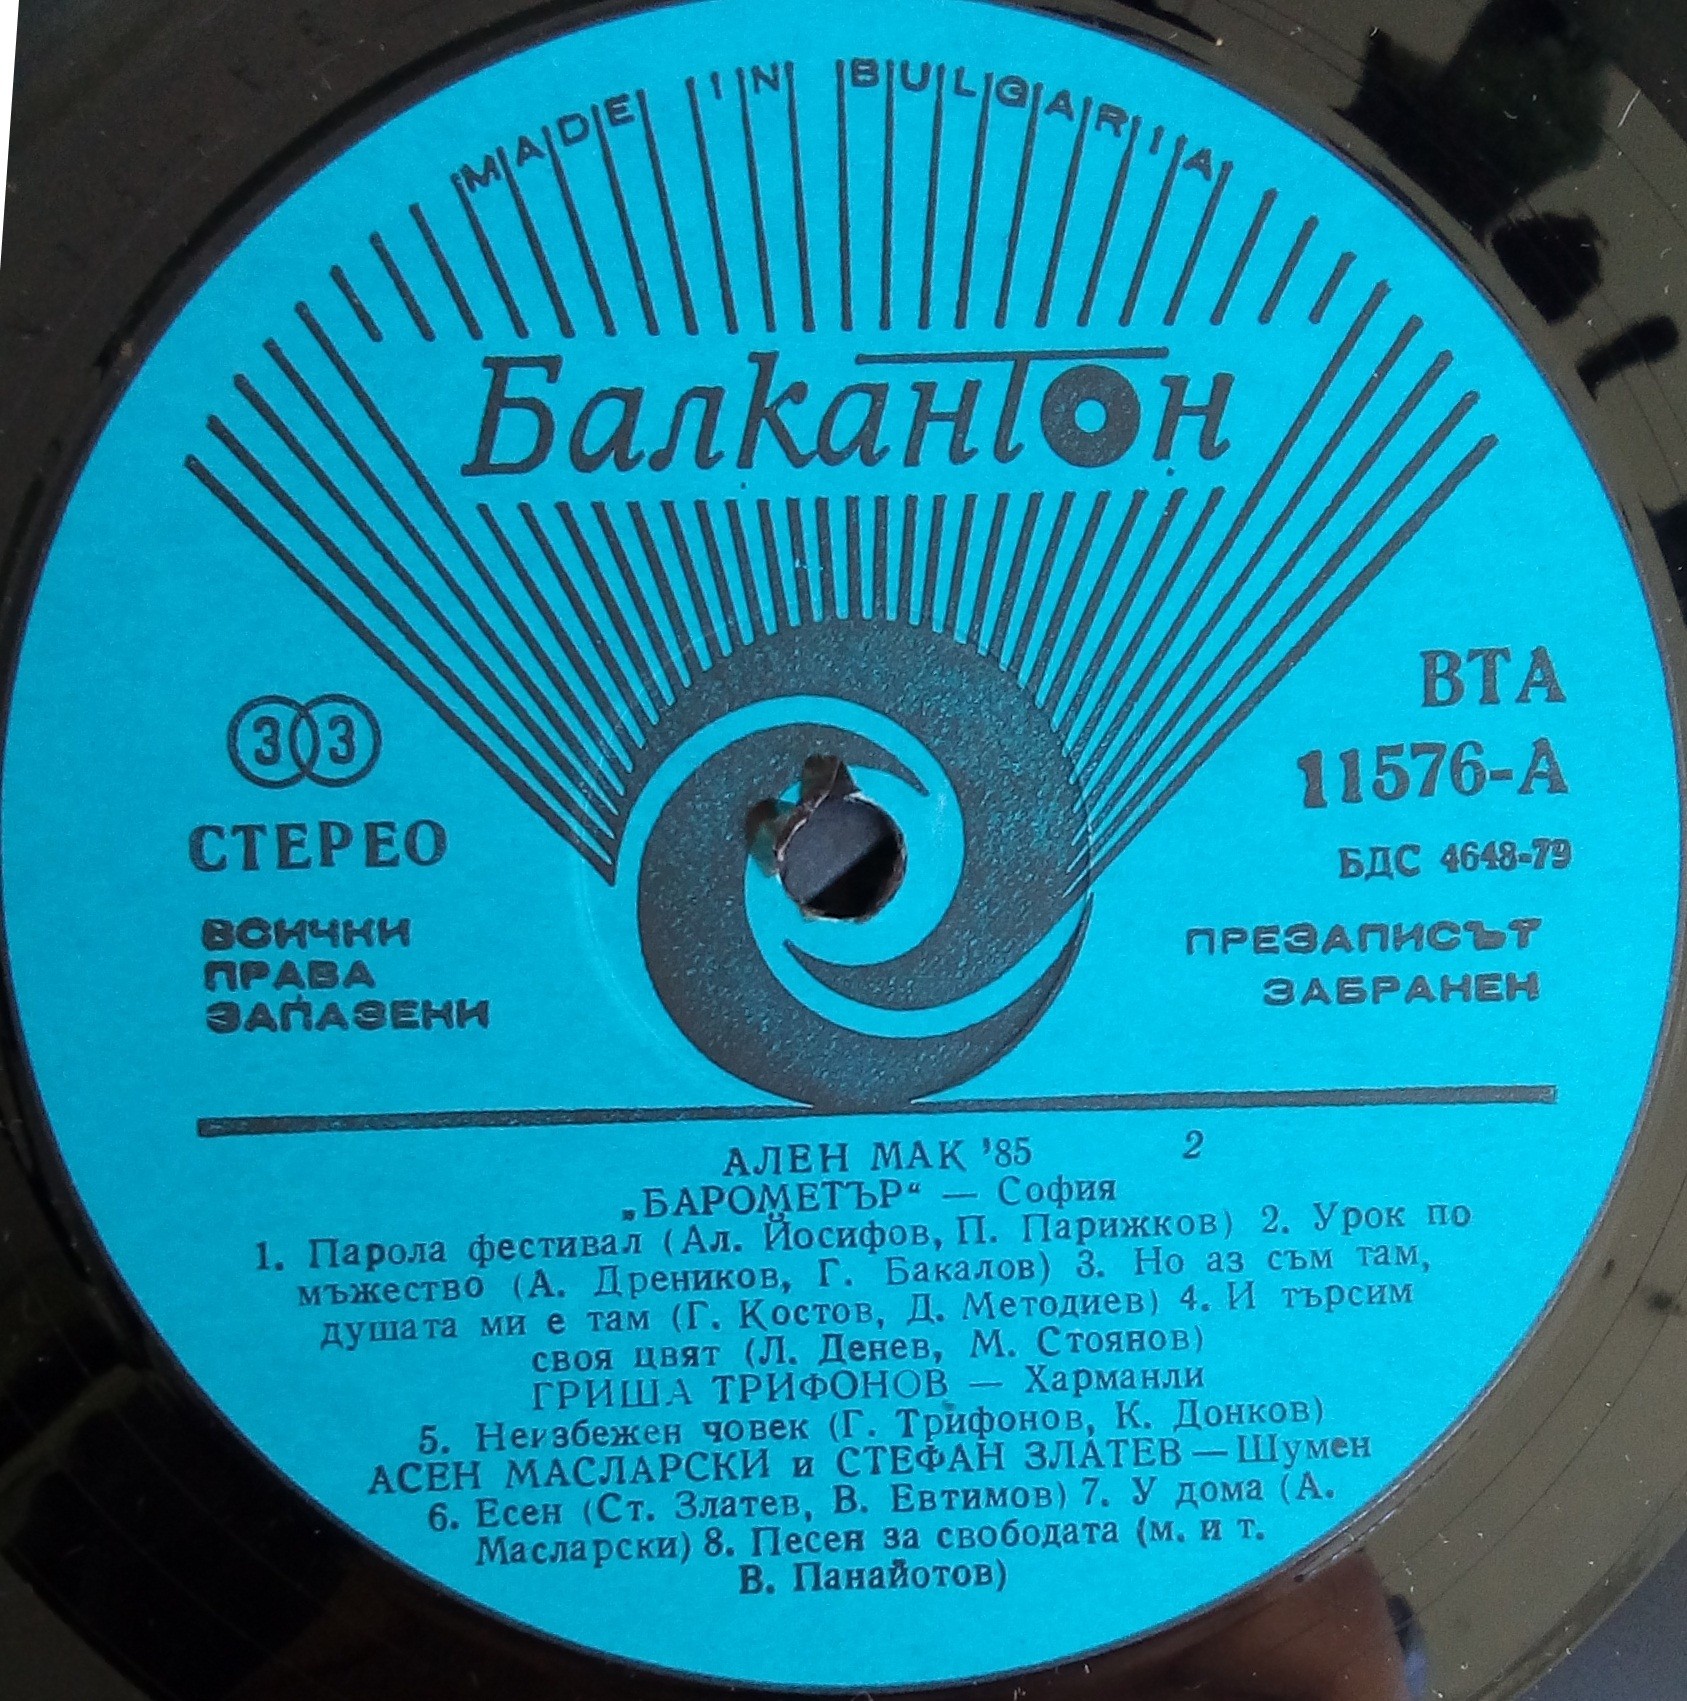 MADE IN BULGARIA
Балкантон
33
СТЕРЕО
ВСИЧКИ
ПРАВА
ЗАПАЗЕНИ
ВТА
11576-А
БДС 4648-79
ПРЕЗАПИСЪТ
ЗАБРАНЕН
АЛЕН МАК '85 2
„БАРОМЕТЪР“ — София
1. Парола фестивал (Ал. Йосифов, П. Парижков) 2. Урок по
мъжество (А. Дреников, Г. Бакалов) 3. Но аз съм там,
душата ми е там (Г. Костов, Д. Методиев) 4. И търсим
своя цвят (Л. Денев, М. Стоянов)
ГРИША ТРИФОНОВ — Харманли
5. Неизбежен човек (Г. Трифонов, К. Донков)
АСЕН МАСЛАРСКИ и СТЕФАН ЗЛАТЕВ — Шумен
6. Есен (Ст. Златев, В. Евтимов) 7. У дома (А.
Масларски) 8. Песен за свободата (м. и т.
В. Панайотов)